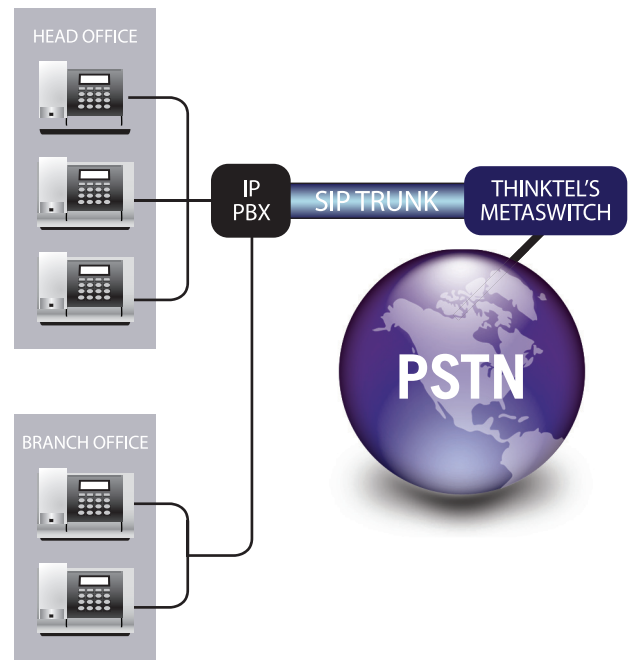 HEAD OFFICE
IP
PBX
SIP TRUNK
THINKTEL'S
METASWITCH
PSTN
BRANCH OFFICE